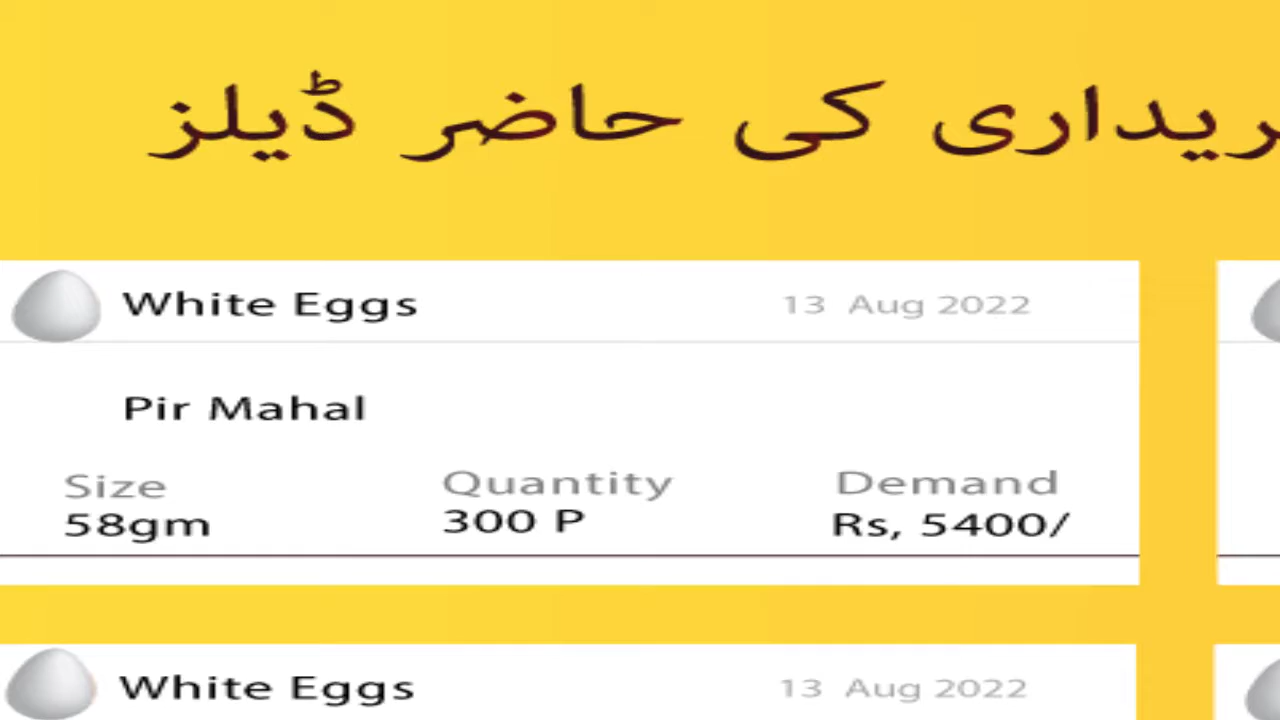 ریداری کی حاضر ڈیلز
White Eggs 13 Aug 2022
Pir Mahal
Size Quantity Demand
58gm 300 P Rs, 5400/
White Eggs 13 Aug 2022